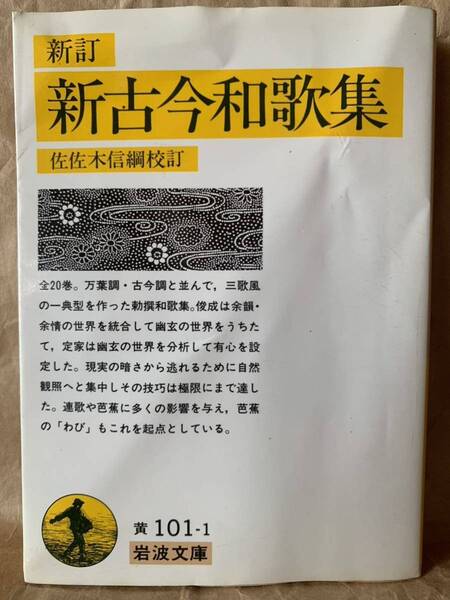 新訂
新古今和歌集
佐佐木信綱校訂
全20巻。万葉調・古今調と並んで，三歌風
の一典型を作った勅撰和歌集。俊成は余韻・
余情の世界を統合して幽玄の世界をうちた
て，定家は幽玄の世界を分析して有心を設
定した。現実の暗さから逃れるために自然
観照へと集中しその技巧は極限にまで達し
た。連歌や芭蕉に多くの影響を与え，芭蕉
の「わび」もこれを起点としている。
黄 101-1
岩波文庫